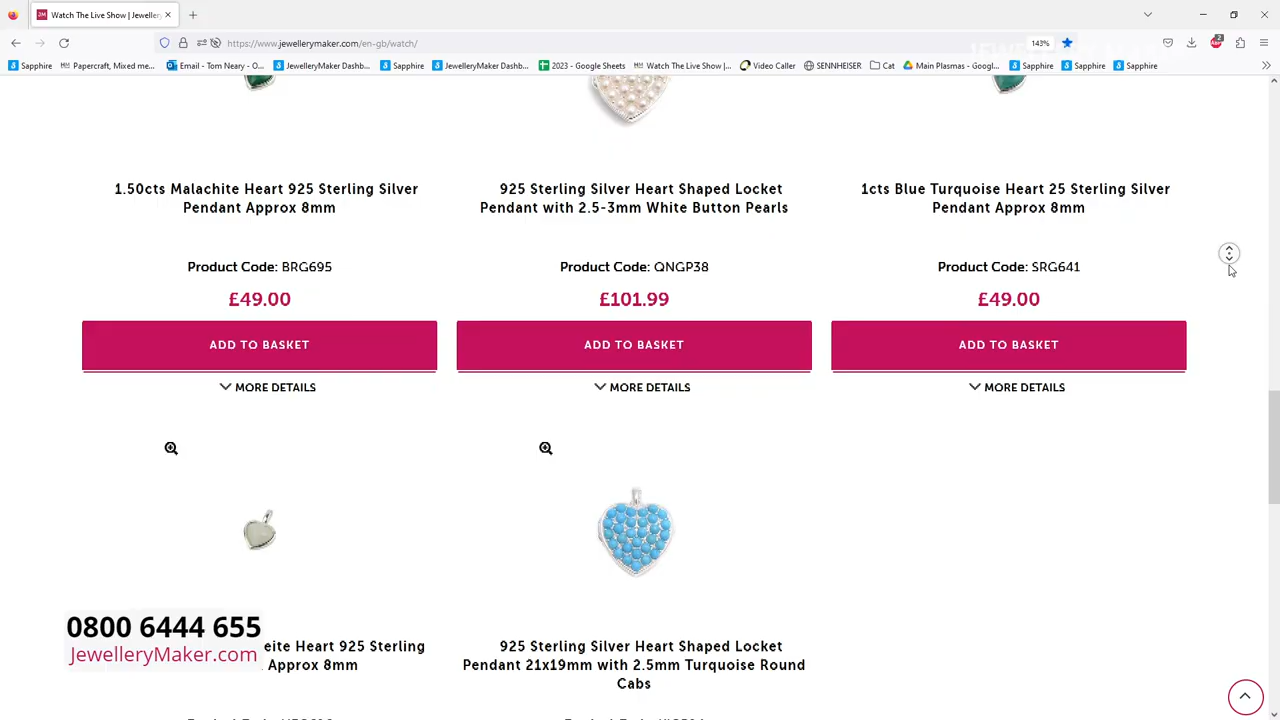 Watch The Live Show | Jeweller
https://www.jewellerymaker.com/en-gb/watch/
143%
2
Sapphire
Papercraft, Mixed me...
Email - Tom Neary - O...
JewelleryMaker Dashb...
Sapphire
JewelleryMaker Dashb...
2023 - Google Sheets
Watch The Live Show |...
Video Caller
SENNHEISER
Cat
Main Plasmas - Googl...
Sapphire
Sapphire
Sapphire
1.50cts Malachite Heart 925 Sterling Silver
Pendant Approx 8mm
925 Sterling Silver Heart Shaped Locket
Pendant with 2.5-3mm White Button Pearls
1cts Blue Turquoise Heart 25 Sterling Silver
Pendant Approx 8mm
Product Code: BRG695
Product Code: QNGP38
Product Code: SRG641
£49.00
£101.99
£49.00
ADD TO BASKET
ADD TO BASKET
ADD TO BASKET
MORE DETAILS
MORE DETAILS
MORE DETAILS
0800 6444 655
JewelleryMaker.com
eite Heart 925 Sterling
Approx 8mm
925 Sterling Silver Heart Shaped Locket
Pendant 21x19mm with 2.5mm Turquoise Round
Cabs